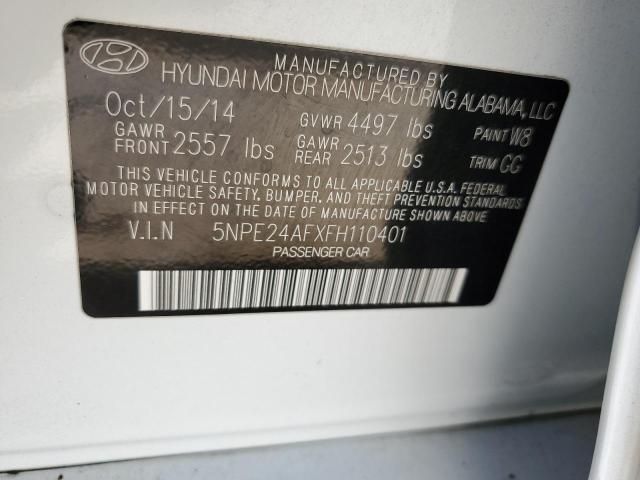 MANUFACTURED BY
HYUNDAI MOTOR MANUFACTURING ALABAMA, LLC
Oct/15/14 GVWR 4497 lbs PAINT W8
GAWR FRONT 2557 lbs GAWR REAR 2513 lbs TRIM GG
THIS VEHICLE CONFORMS TO ALL APPLICABLE U.S.A. FEDERAL
MOTOR VEHICLE SAFETY, BUMPER, AND THEFT PREVENTION STANDARDS
IN EFFECT ON THE DATE OF MANUFACTURE SHOWN ABOVE.
V.I.N 5NPE24AFXFH110401
PASSENGER CAR